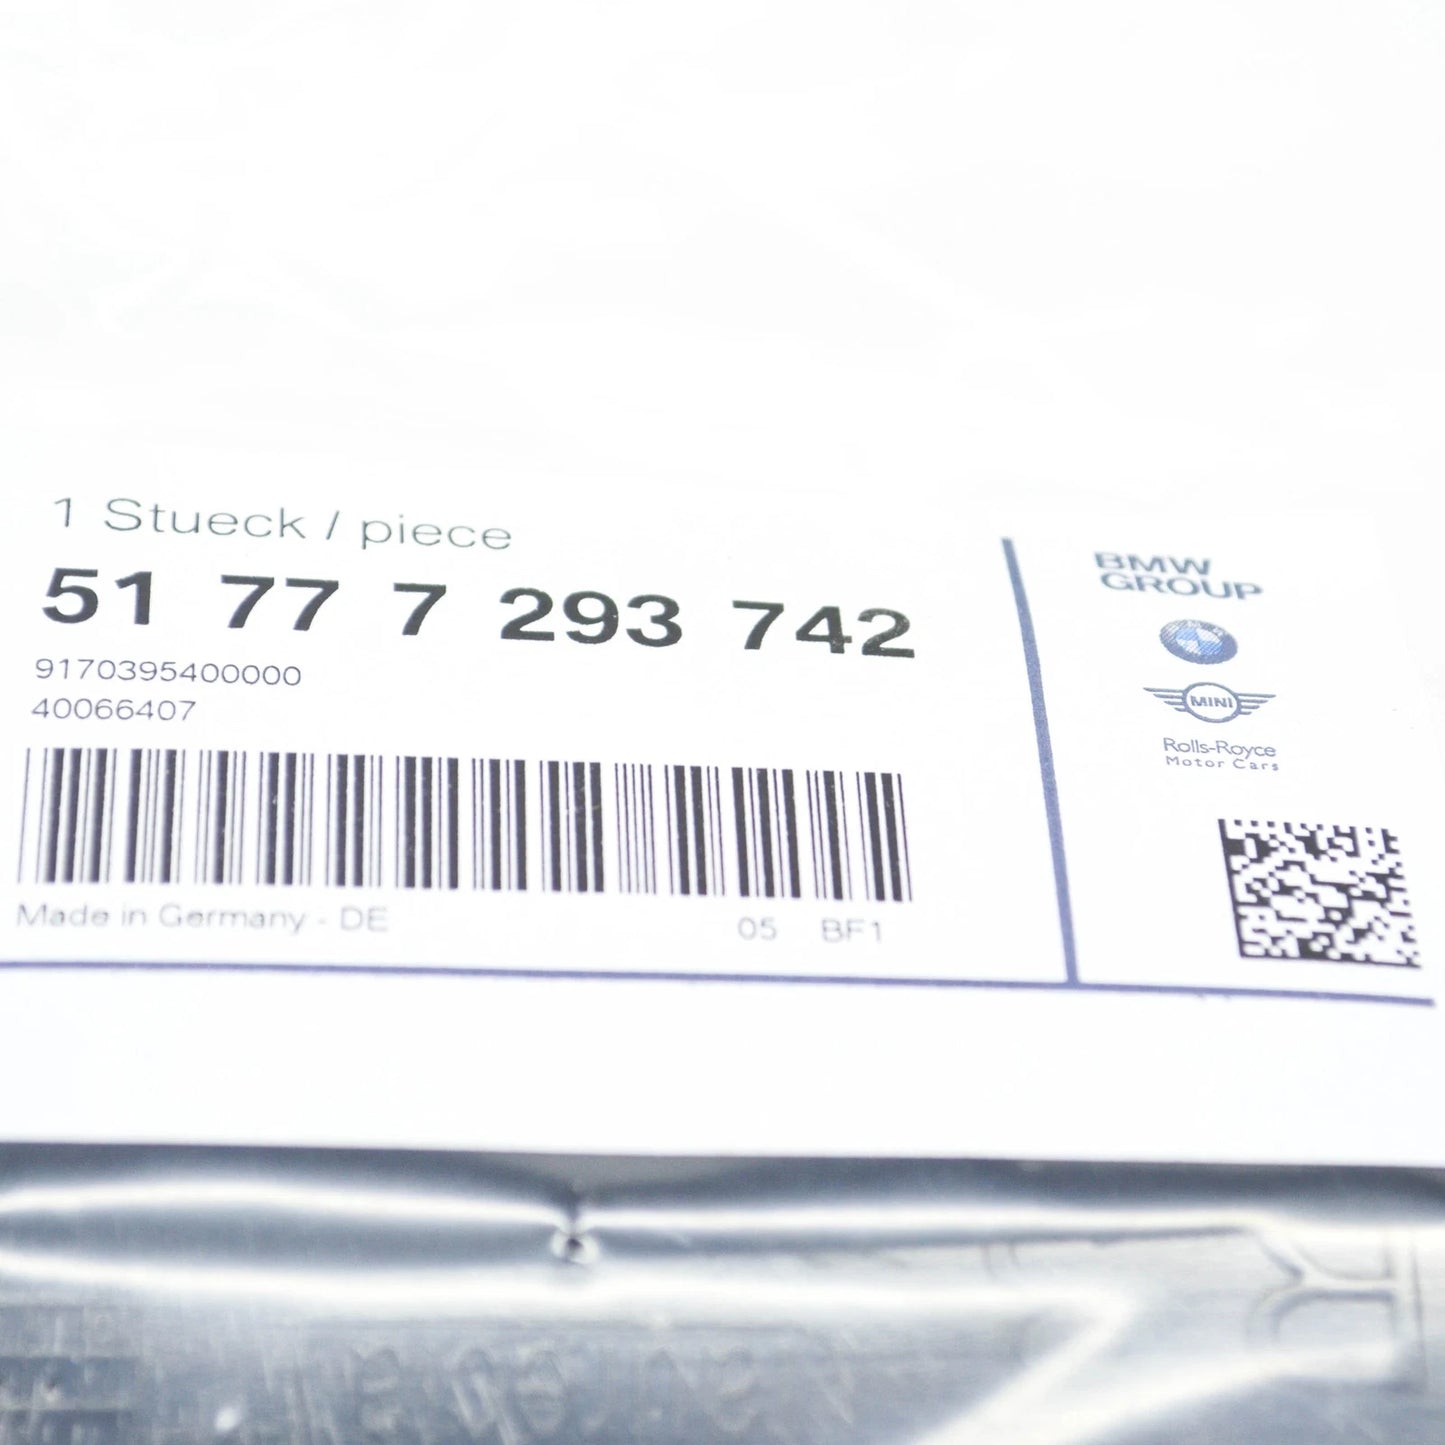 1 Stueck / piece
51 77 7 293 742
9170395400000
40066407
Made in Germany - DE 05 BF1
BMW
GROUP
MINI
Rolls-Royce
Motor Cars